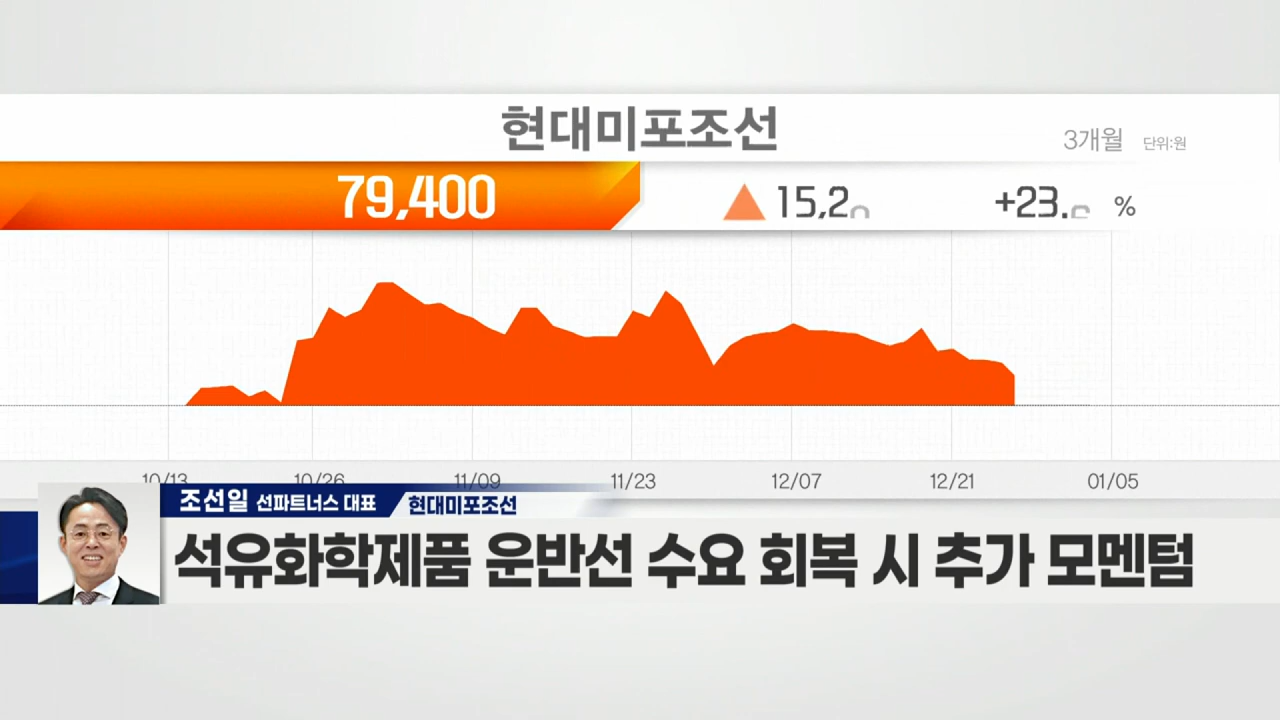 현대미포조선
3개월 단위:원
79,400 ▲ 15,2 +23. %
10/13 10/26 11/09 11/23 12/07 12/21 01/05
조선일 선파트너스 대표 현대미포조선
석유화학제품 운반선 수요 회복 시 추가 모멘텀